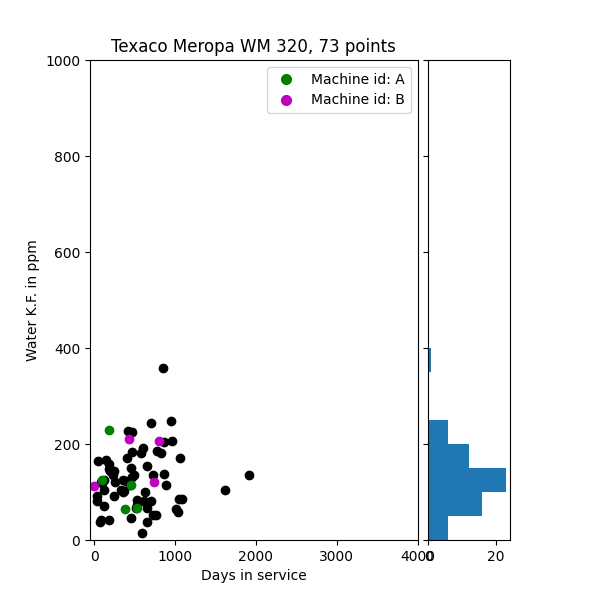 Texaco Meropa WM 320, 73 points
Machine id: A
Machine id: B
Water K.F. in ppm
1000
800
600
400
200
0
0 1000 2000 3000 4000
0 20
Days in service